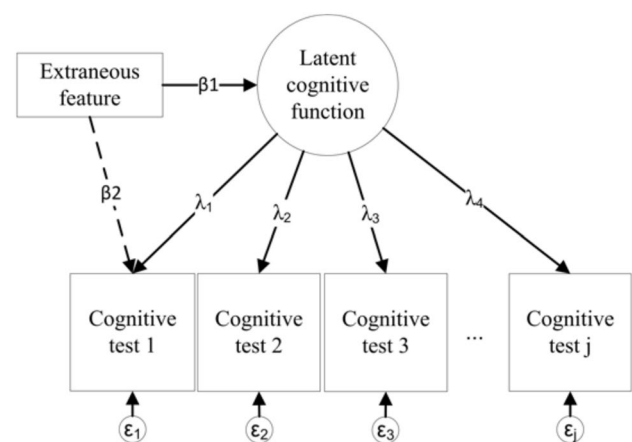 Extraneous
feature
β1
Latent
cognitive
function
β2
λ1
λ2
λ3
λ4
Cognitive
test 1
Cognitive
test 2
Cognitive
test 3
...
Cognitive
test j
ε1
ε2
ε3
εj